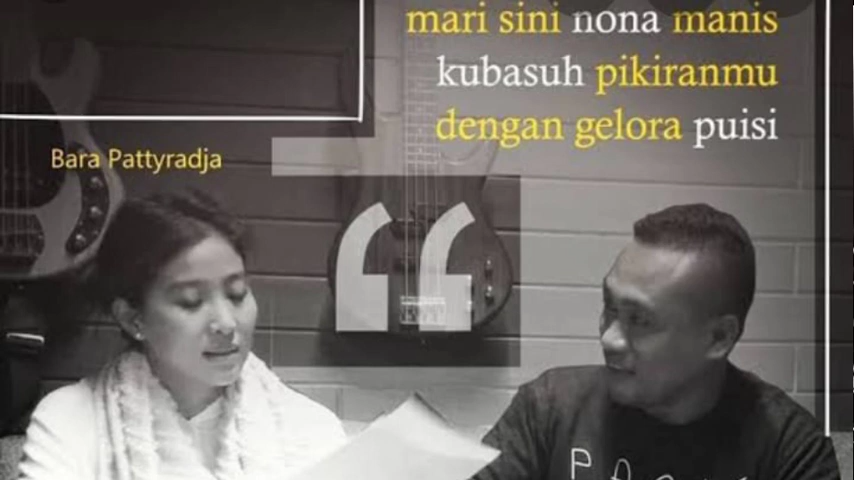 mari sini nona manis
kubasuh pikiranmu
dengan gelora puisi
Bara Pattyradja
“